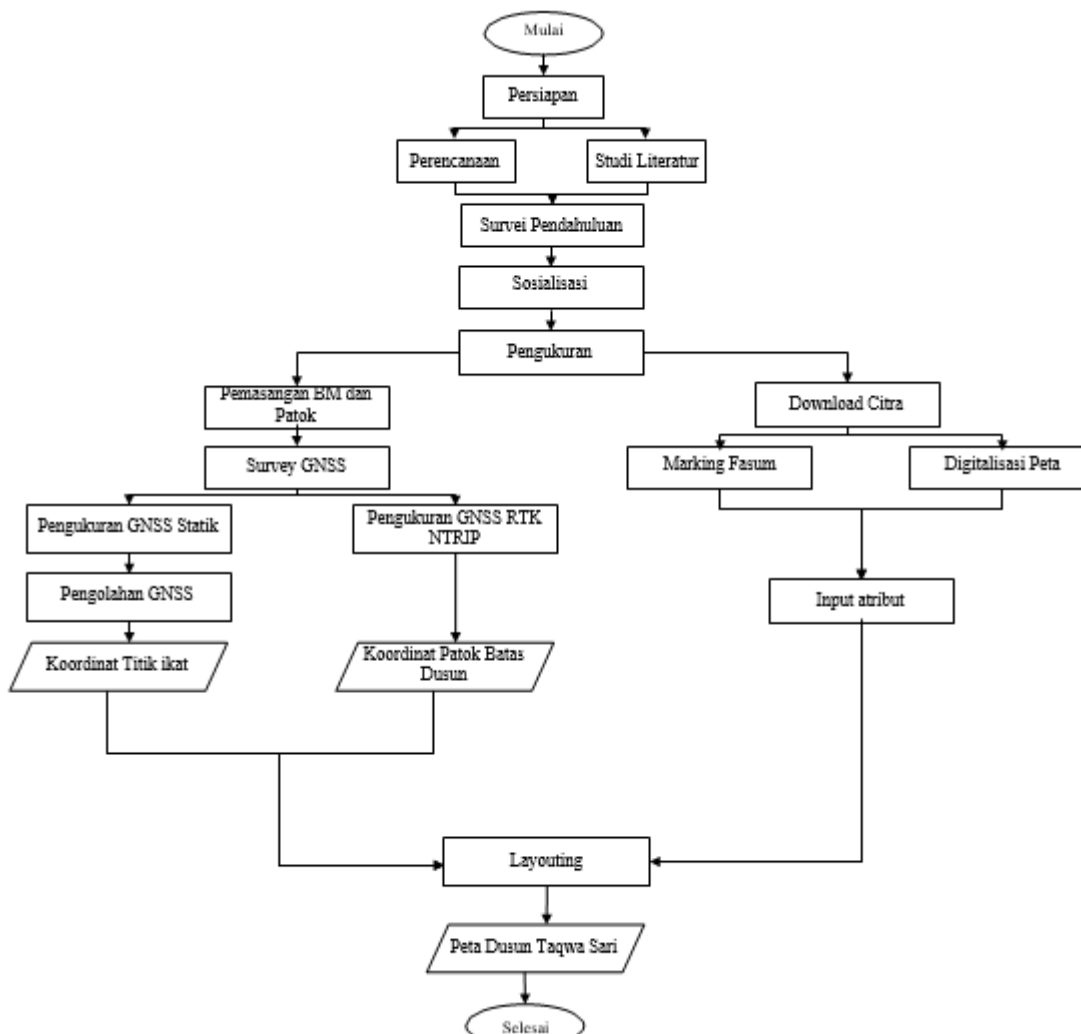 Mulai
Persiapan
Perencanaan
Studi Literatur
Survei Pendahuluan
Sosialisasi
Pengukuran
Pemasangan BM dan
Patok
Download Citra
Survey GNSS
Marking Fasum
Digitalisasi Peta
Pengukuran GNSS Statik
Pengukuran GNSS RTK
NTRIP
Pengolahan GNSS
Input atribut
Koordinat Titik ikat
Koordinat Patok Batas
Dusun
Layouting
Peta Dusun Taqwa Sari
Selesai